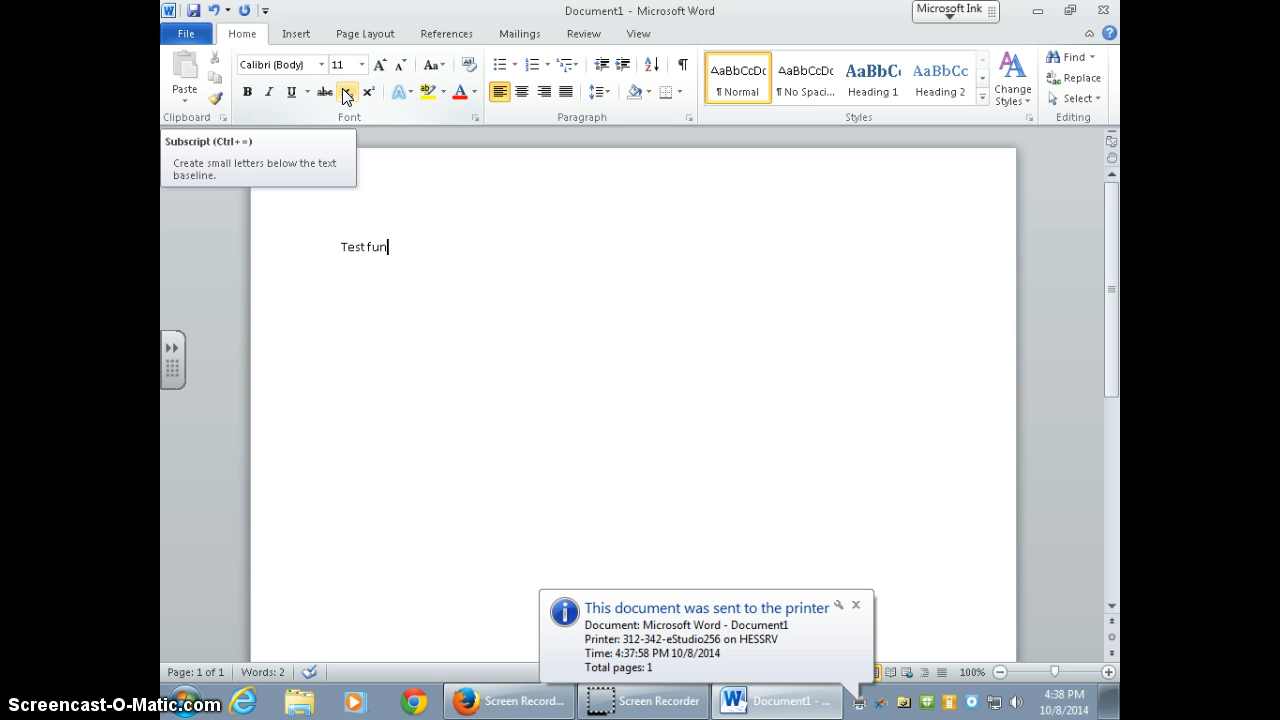 Document1 - Microsoft Word
Microsoft Ink
File Home Insert Page Layout References Mailings Review View
Calibri (Body) 11 Aa
AaBbCcDc AaBbCcDc AaBbC AaBbCc
Paste
B I U abc x² A ab A
¶ Normal ¶ No Spaci... Heading 1 Heading 2
Change
Styles
Find
Replace
Select
Clipboard Font Paragraph Styles Editing
Subscript (Ctrl+=)
Create small letters below the text
baseline.
Test fun
This document was sent to the printer
Document: Microsoft Word - Document1
Printer: 312-342-eStudio256 on HESSRV
Time: 4:37:58 PM 10/8/2014
Total pages: 1
Page: 1 of 1 Words: 2 100%
Screen Record... Screen Recorder Document1 - ...
4:38 PM
10/8/2014
Screencast-O-Matic.com